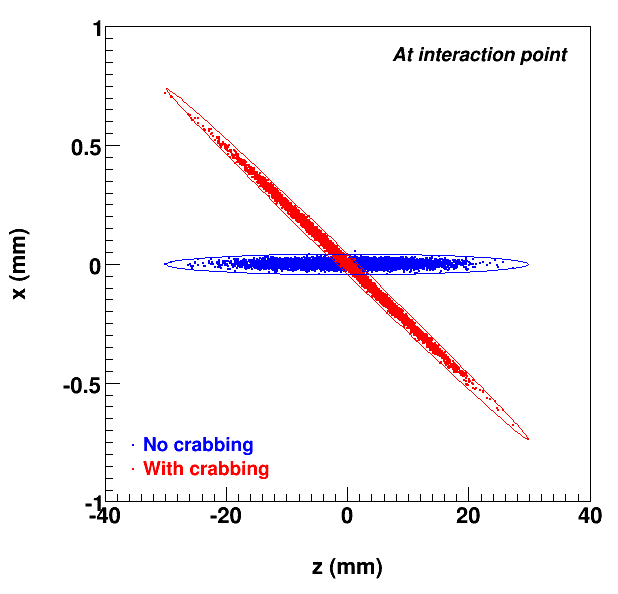 1
At interaction point
0.5
x (mm)
0
-0.5
No crabbing
With crabbing
-1
-40 -20 0 20 40
z (mm)